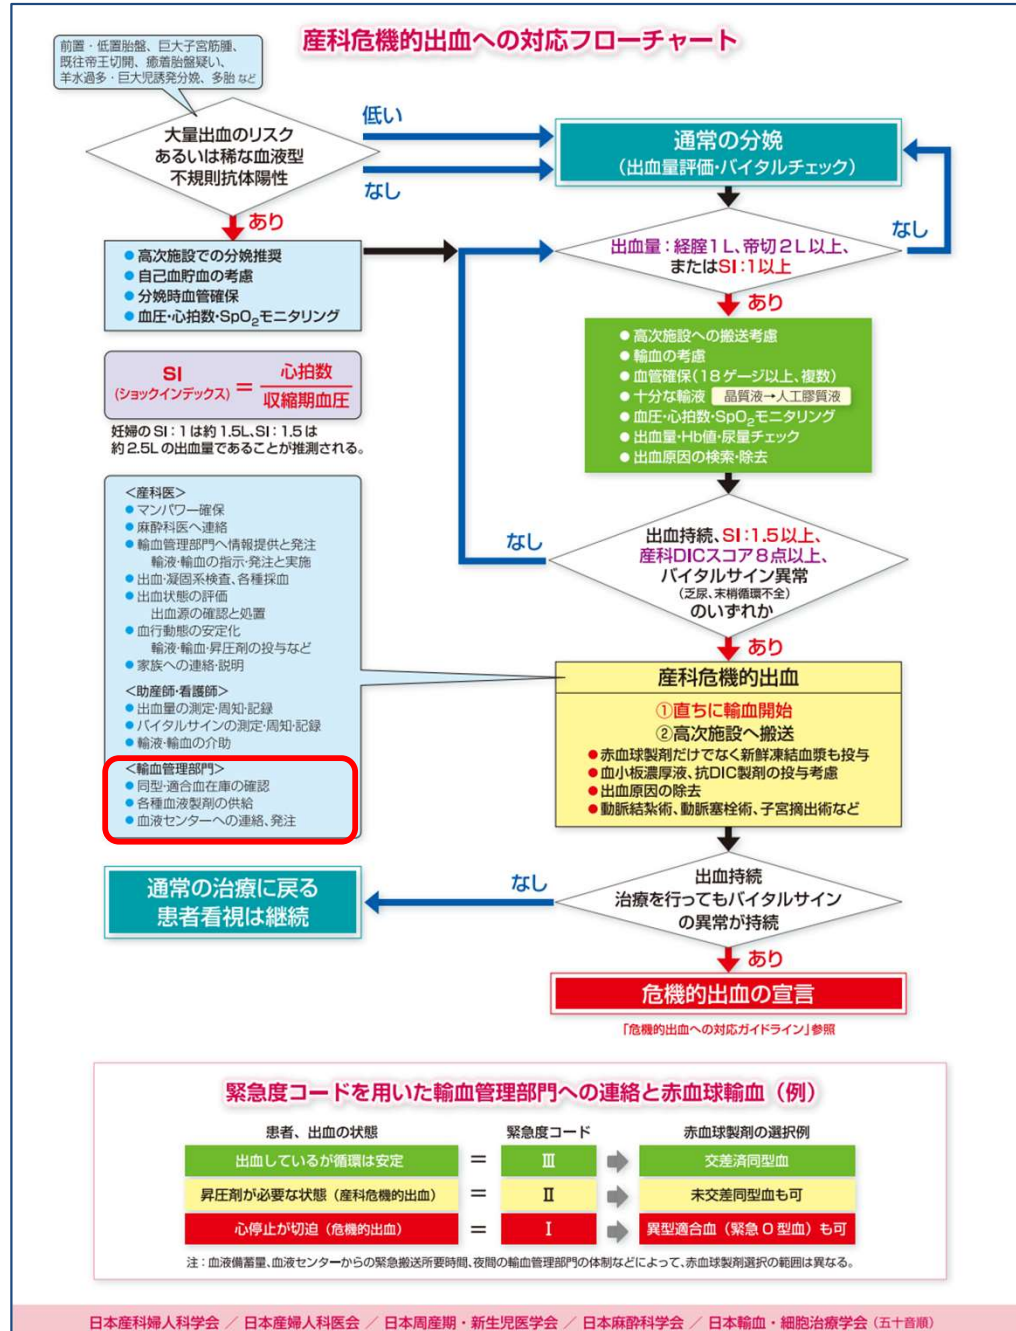 産科危機的出血への対応フローチャート
前置・低置胎盤、巨大子宮筋腫、
既往帝王切開、癒着胎盤疑い、
羊水過多・巨大児誘発分娩、多胎 など
大量出血のリスク
あるいは稀な血液型
不規則抗体陽性
低い
なし
あり
通常の分娩
(出血量評価・バイタルチェック)
● 高次施設での分娩推奨
● 自己血貯血の考慮
● 分娩時血管確保
● 血圧・心拍数・SpO₂モニタリング
出血量：経腟1L、帝切2L以上、
またはSI：1以上
なし
あり
SI
(ショックインデックス)
=
心拍数
収縮期血圧
妊婦のSI：1は約1.5L、SI：1.5は
約2.5Lの出血量であることが推測される。
● 高次施設への搬送考慮
● 輸血の考慮
● 血管確保(18ゲージ以上、複数)
● 十分な輸液 晶質液→人工膠質液
● 血圧・心拍数・SpO₂モニタリング
● 出血量・Hb値・尿量チェック
● 出血原因の検索・除去
出血持続、SI：1.5以上、
産科DICスコア8点以上、
バイタルサイン異常
(乏尿、末梢循環不全)
のいずれか
なし
あり
<産科医>
● マンパワー確保
● 麻酔科医へ連絡
● 輸血管理部門へ情報提供と発注
輸液・輸血の指示・発注と実施
● 出血・凝固系検査、各種採血
● 出血状態の評価
出血源の確認と処置
● 血行動態の安定化
輸液・輸血・昇圧剤の投与など
● 家族への連絡・説明
<助産師・看護師>
● 出血量の測定・周知・記録
● バイタルサインの測定・周知・記録
● 輸液・輸血の介助
<輸血管理部門>
● 同型・適合血在庫の確認
● 各種血液製剤の供給
● 血液センターへの連絡、発注
産科危機的出血
①直ちに輸血開始
②高次施設へ搬送
● 赤血球製剤だけでなく新鮮凍結血漿も投与
● 血小板濃厚液、抗DIC製剤の投与考慮
● 出血原因の除去
● 動脈結紮術、動脈塞栓術、子宮摘出術など
出血持続
治療を行ってもバイタルサイン
の異常が持続
なし
あり
通常の治療に戻る
患者看視は継続
危機的出血の宣言
「危機的出血への対応ガイドライン」参照
緊急度コードを用いた輸血管理部門への連絡と赤血球輸血（例）
患者、出血の状態 緊急度コード 赤血球製剤の選択例
出血しているが循環は安定 = Ⅲ 交差済同型血
昇圧剤が必要な状態（産科危機的出血） = Ⅱ 未交差同型血も可
心停止が切迫（危機的出血） = Ⅰ 異型適合血（緊急O型血）も可
注：血液備蓄量、血液センターからの緊急搬送所要時間、夜間の輸血管理部門の体制などによって、赤血球製剤選択の範囲は異なる。
日本産科婦人科学会 ／ 日本産婦人科医会 ／ 日本周産期・新生児医学会 ／ 日本麻酔科学会 ／ 日本輸血・細胞治療学会（五十音順）